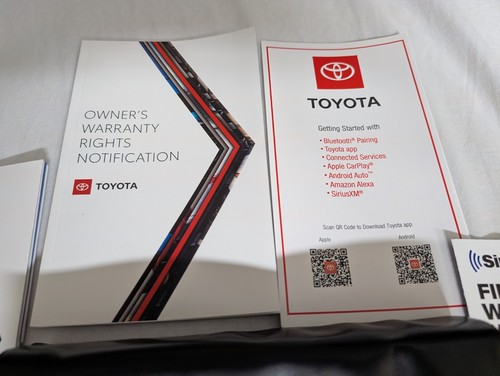 OWNER'S
WARRANTY
RIGHTS
NOTIFICATION
TOYOTA
TOYOTA
Getting Started with
• Bluetooth® Pairing
• Toyota app
• Connected Services
• Apple CarPlay®
• Android Auto™
• Amazon Alexa
• SiriusXM®
Scan QR Code to Download Toyota app
Apple
Android